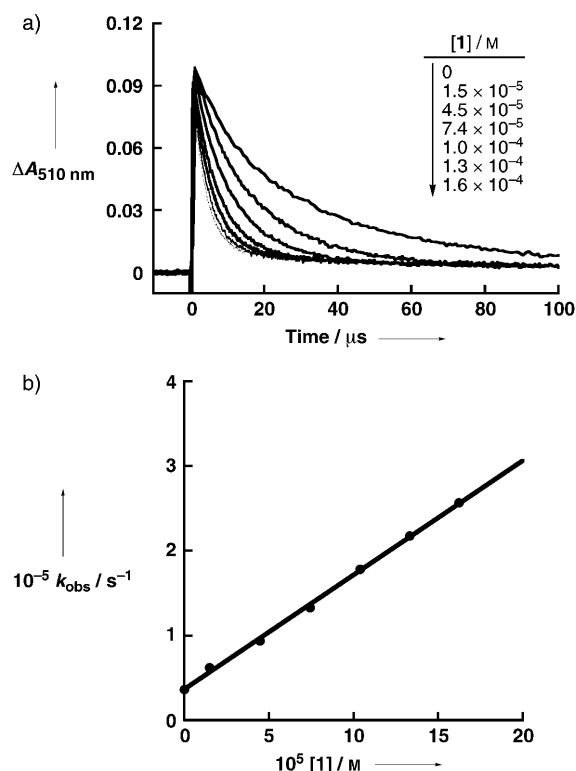 a)
0.12
0.09
0.06
0.03
0
ΔA510 nm
[1] / M
0
1.5 × 10–5
4.5 × 10–5
7.4 × 10–5
1.0 × 10–4
1.3 × 10–4
1.6 × 10–4
0 20 40 60 80 100
Time / μs
b)
4
3
2
1
0
10–5 kobs / s–1
0 5 10 15 20
105 [1] / M